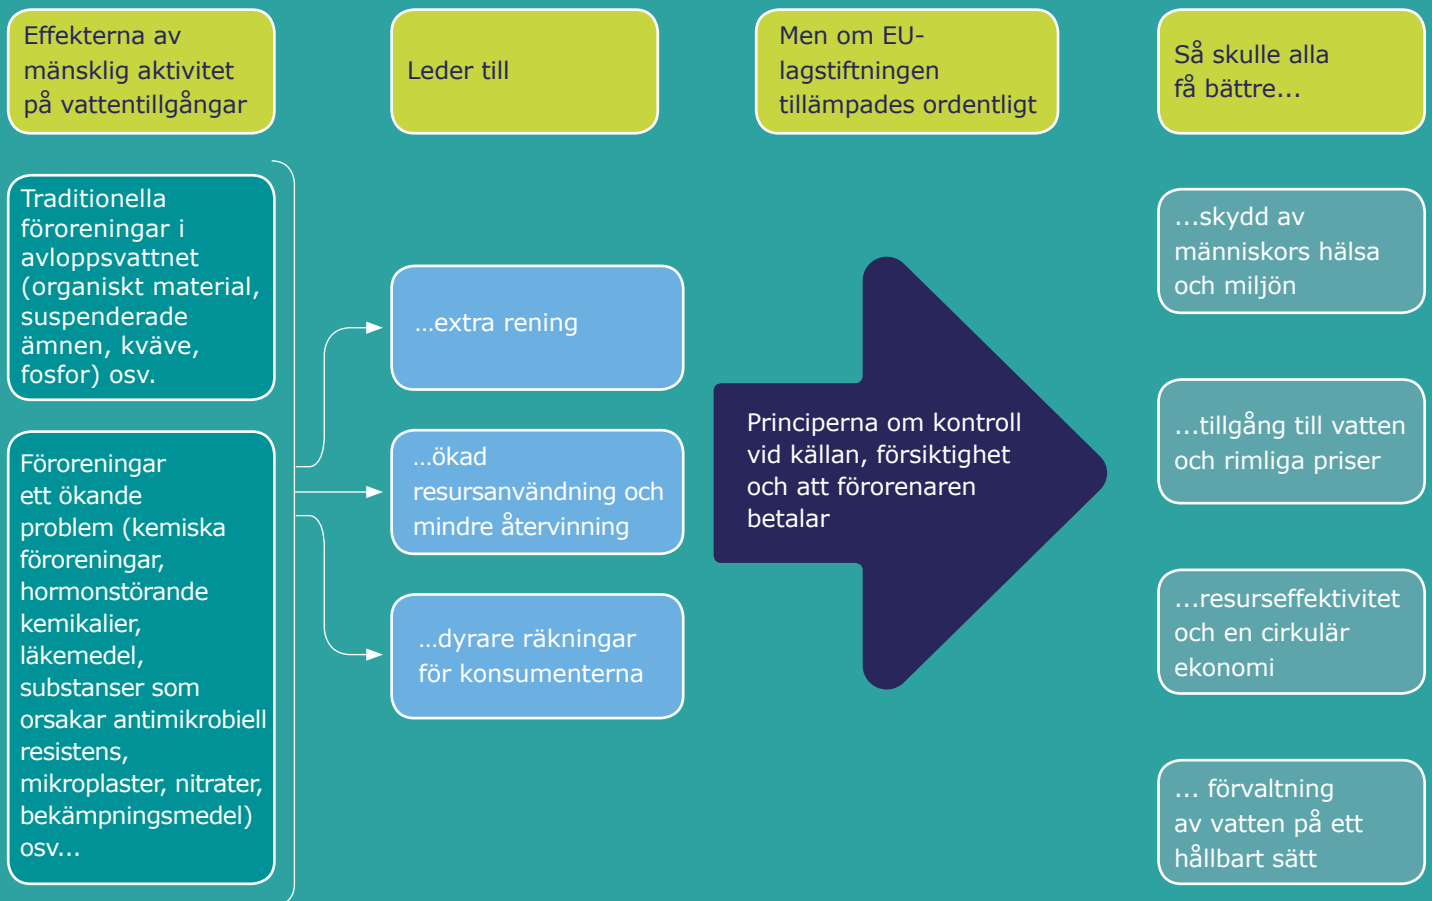 Effekterna av
mänsklig aktivitet
på vattentillgångar
Leder till
Men om EU-
lagstiftningen
tillämpades ordentligt
Så skulle alla
få bättre...
Traditionella
föroreningar i
avloppsvattnet
(organiskt material,
suspenderade
ämnen, kväve,
fosfor) osv.
Föroreningar
ett ökande
problem (kemiska
föroreningar,
hormonstörande
kemikalier,
läkemedel,
substanser som
orsakar antimikrobiell
resistens,
mikroplaster, nitrater,
bekämpningsmedel)
osv...
...extra rening
...ökad
resursanvändning och
mindre återvinning
...dyrare räkningar
för konsumenterna
Principerna om kontroll
vid källan, försiktighet
och att förorenaren
betalar
...skydd av
människors hälsa
och miljön
...tillgång till vatten
och rimliga priser
...resurseffektivitet
och en cirkulär
ekonomi
... förvaltning
av vatten på ett
hållbart sätt